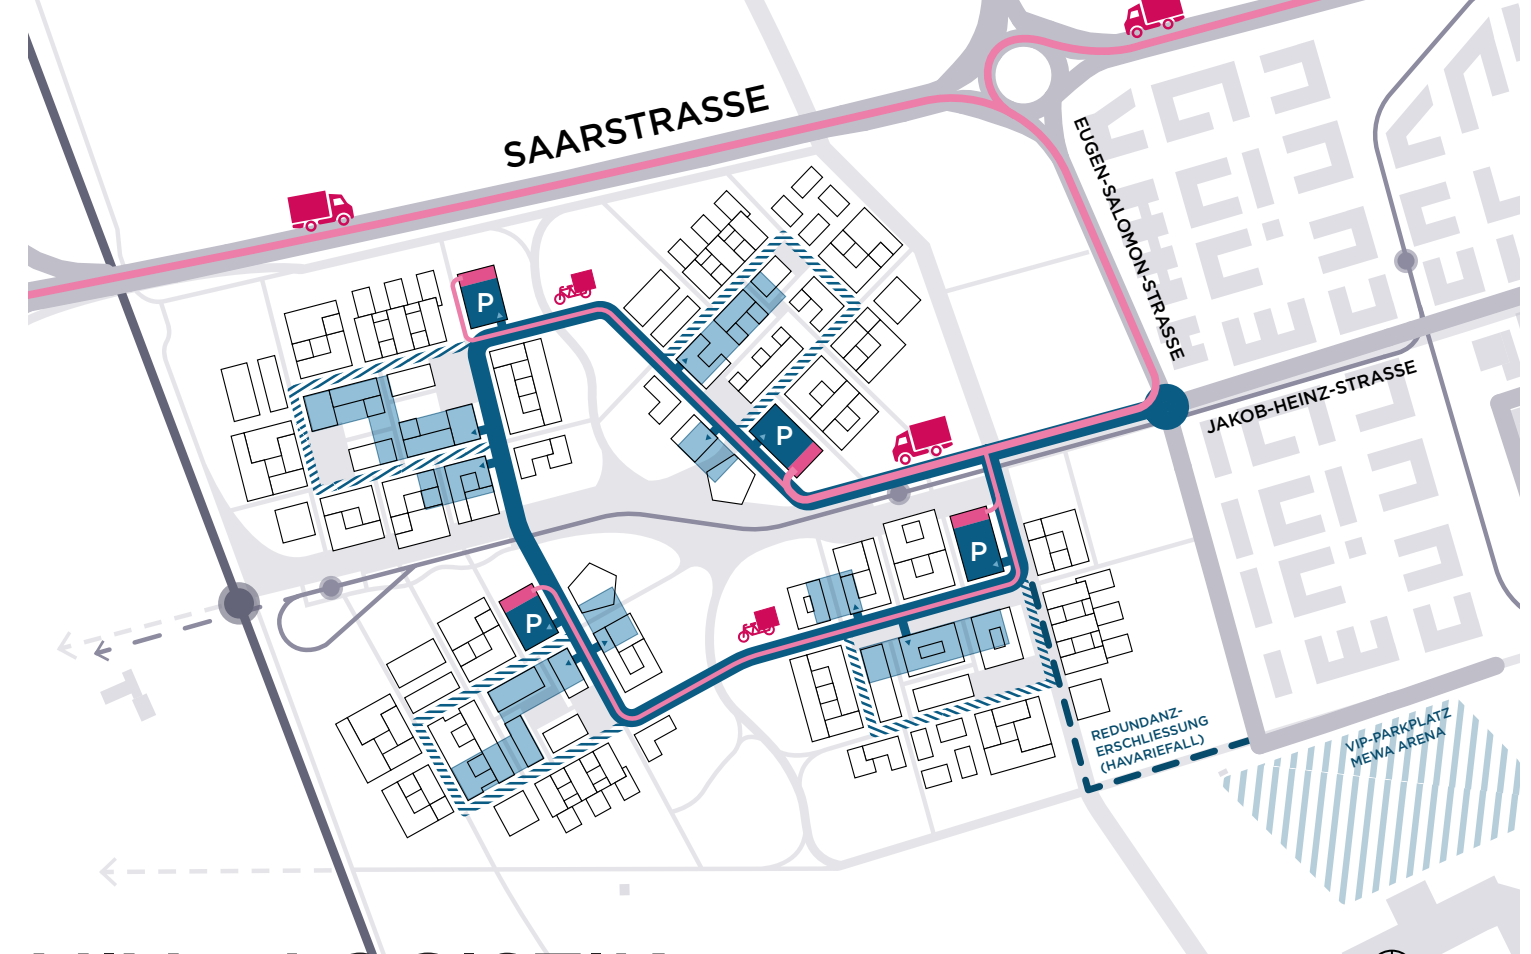 SAARSTRASSE
EUGEN-SALOMON-STRASSE
P
P
JAKOB-HEINZ-STRASSE
P
P
REDUNDANZ-
ERSCHLIESSUNG
(HAVARIEFALL)
VIP-PARKPLATZ
MEWA ARENA